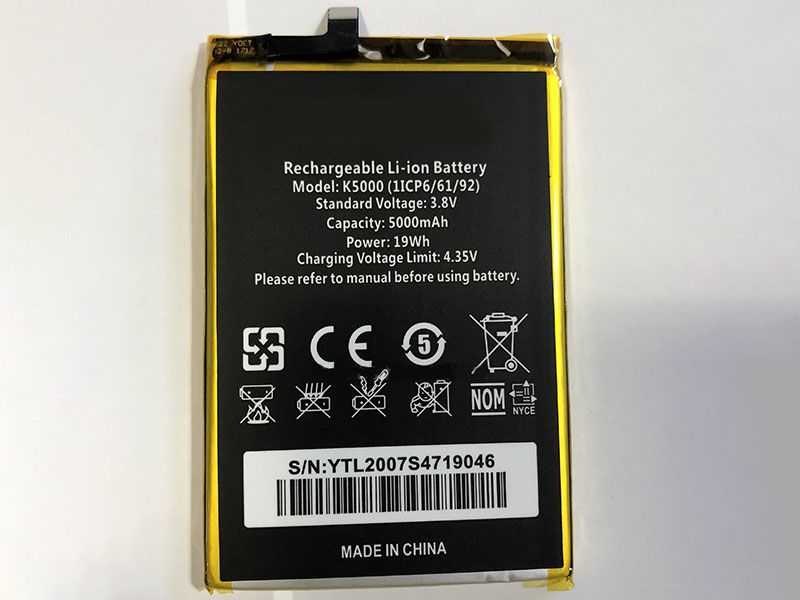 Rechargeable Li-ion Battery
Model: K5000 (1ICP6/61/92)
Standard Voltage: 3.8V
Capacity: 5000mAh
Power: 19Wh
Charging Voltage Limit: 4.35V
Please refer to manual before using battery.
CE
5
NOM
NYCE
S/N:YTL2007S4719046
MADE IN CHINA